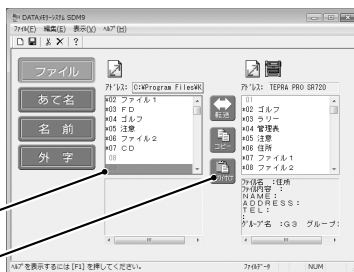 DATAメモリーシステム SDM9
ファイル(F) 編集(E) 表示(V) ヘルプ(H)
ファイル
あて名
名 前
外 字
アドレス: C:¥Program Files¥K
*02 ファイル1
*03 FD
*04 ゴルフ
*05 注意
*06 ファイル2
*07 CD
08
転送
コピー
アドレス: TEPRA PRO SR720
01
*02 ゴルフ
*03 ラリー
*04 管理表
*05 注意
*06 住所
*07 ファイル1
*08 ファイル2
ファイル名 :住所
ファイル内容 :
NAME:
ADDRESS:
TEL:
グループ名 :G3 グループ:
ヘルプを表示するには [F1] を押してください。
ファイルデータ
NUM